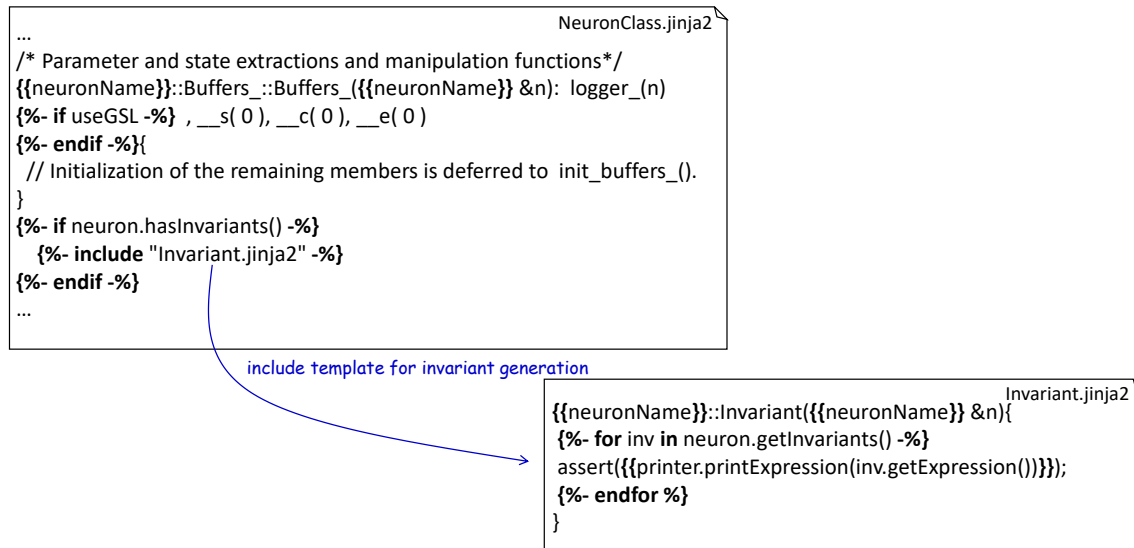 NeuronClass.jinja2
...
/* Parameter and state extractions and manipulation functions*/
{{neuronName}}::Buffers_::Buffers_({{neuronName}} &n): logger_(n)
{%- if useGSL -%} , __s( 0 ), __c( 0 ), __e( 0 )
{%- endif -%}{
// Initialization of the remaining members is deferred to init_buffers_().
}
{%- if neuron.hasInvariants() -%}
{%- include "Invariant.jinja2" -%}
{%- endif -%}
...
include template for invariant generation
Invariant.jinja2
{{neuronName}}::Invariant({{neuronName}} &n){
{%- for inv in neuron.getInvariants() -%}
assert({{printer.printExpression(inv.getExpression())}});
{%- endfor %}
}